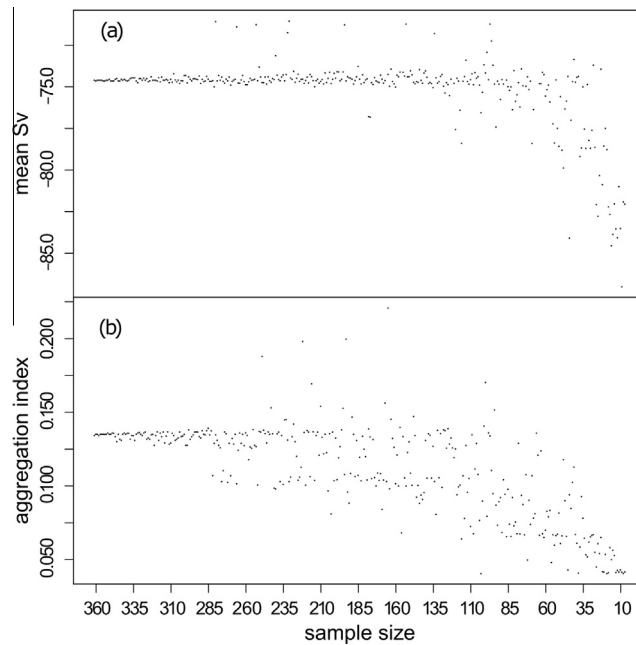 (a)
mean Sv
-75.0
-80.0
-85.0
(b)
aggregation index
0.200
0.150
0.100
0.050
360 335 310 285 260 235 210 185 160 135 110 85 60 35 10
sample size